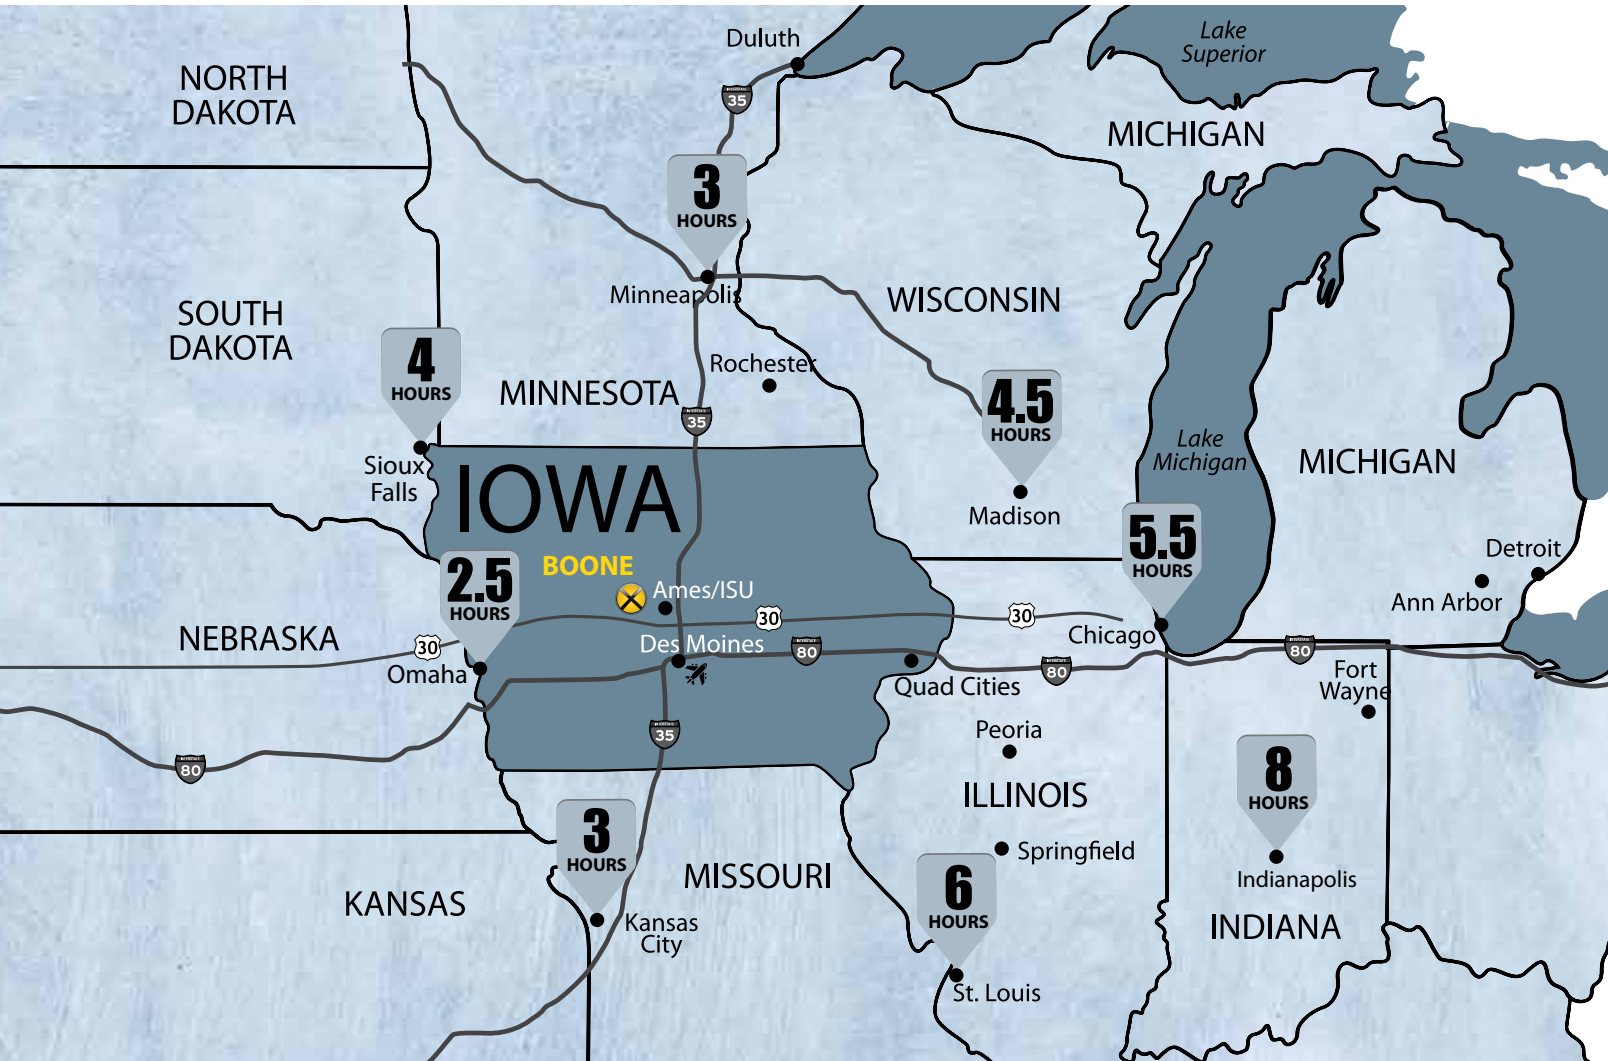 Duluth
Lake
Superior
NORTH
DAKOTA
35
MICHIGAN
3
HOURS
Minneapolis
WISCONSIN
SOUTH
DAKOTA
4
HOURS
Rochester
MINNESOTA
35
4.5
HOURS
Lake
Michigan
MICHIGAN
Sioux
Falls
IOWA
Madison
5.5
HOURS
Detroit
Ann Arbor
2.5
HOURS
BOONE
Ames/ISU
30
30
Chicago
NEBRASKA
30
Omaha
Des Moines
80
80
80
Quad Cities
Fort
Wayne
35
Peoria
80
8
HOURS
ILLINOIS
3
HOURS
Springfield
Indianapolis
KANSAS
MISSOURI
6
HOURS
INDIANA
Kansas
City
St. Louis